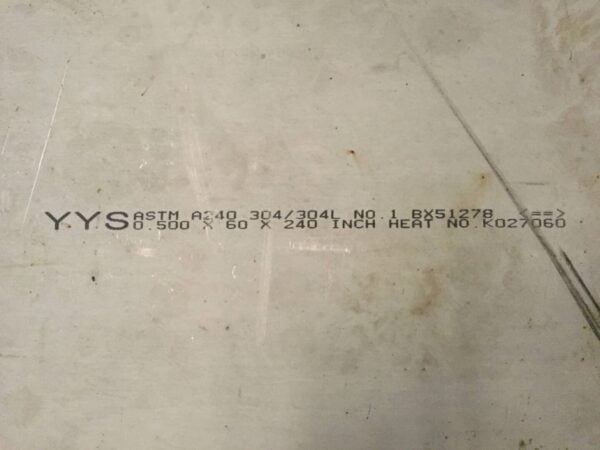 YYS
ASTM A240 304/304L NO.1 BX51278 <==>
0.500 X 60 X 240 INCH HEAT NO.K027060